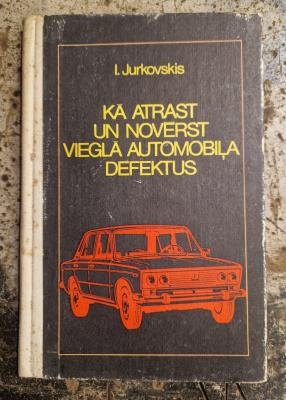 I. Jurkovskis
KĀ ATRAST
UN NOVĒRST
VIEGLĀ AUTOMOBIĻA
DEFEKTUS